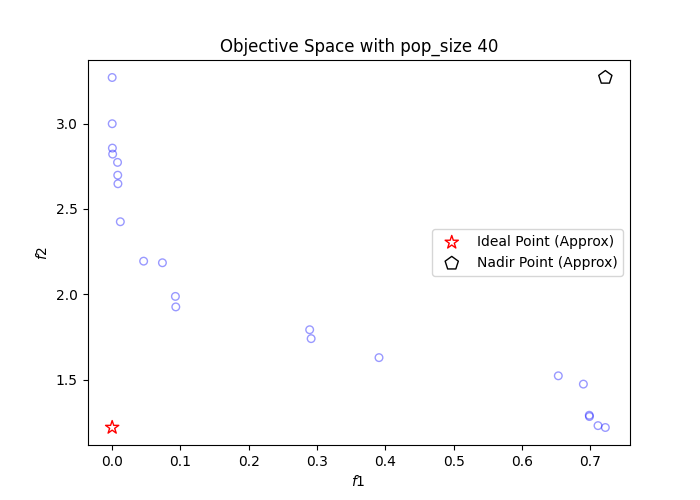 Objective Space with pop_size 40
f2
3.0
2.5
2.0
1.5
Ideal Point (Approx)
Nadir Point (Approx)
0.0 0.1 0.2 0.3 0.4 0.5 0.6 0.7
f1